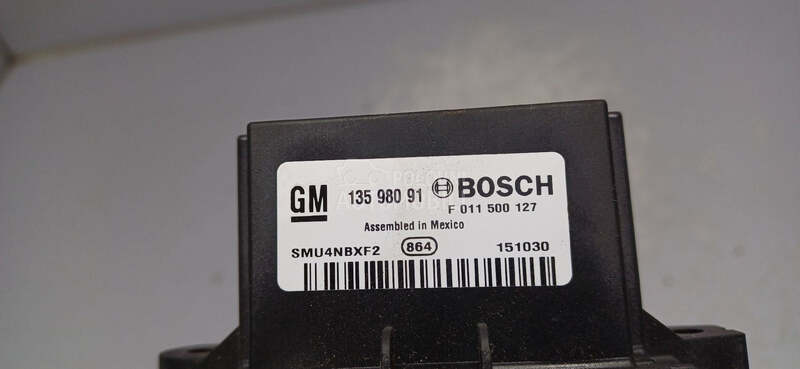 GM 135 980 91 BOSCH
F 011 500 127
Assembled in Mexico
SMU4NBXF2 864 151030